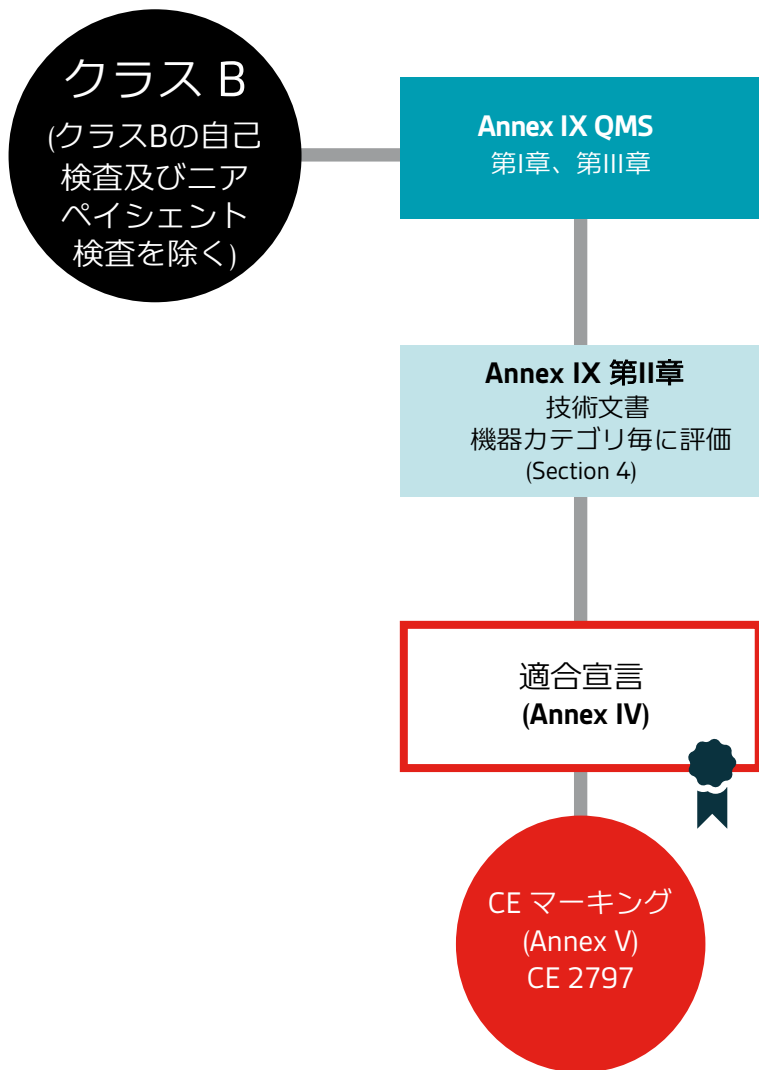 クラス B
(クラスBの自己
検査及びニア
ペイシェント
検査を除く)
Annex IX QMS
第I章、第III章
Annex IX 第II章
技術文書
機器カテゴリ毎に評価
(Section 4)
適合宣言
(Annex IV)
CE マーキング
(Annex V)
CE 2797